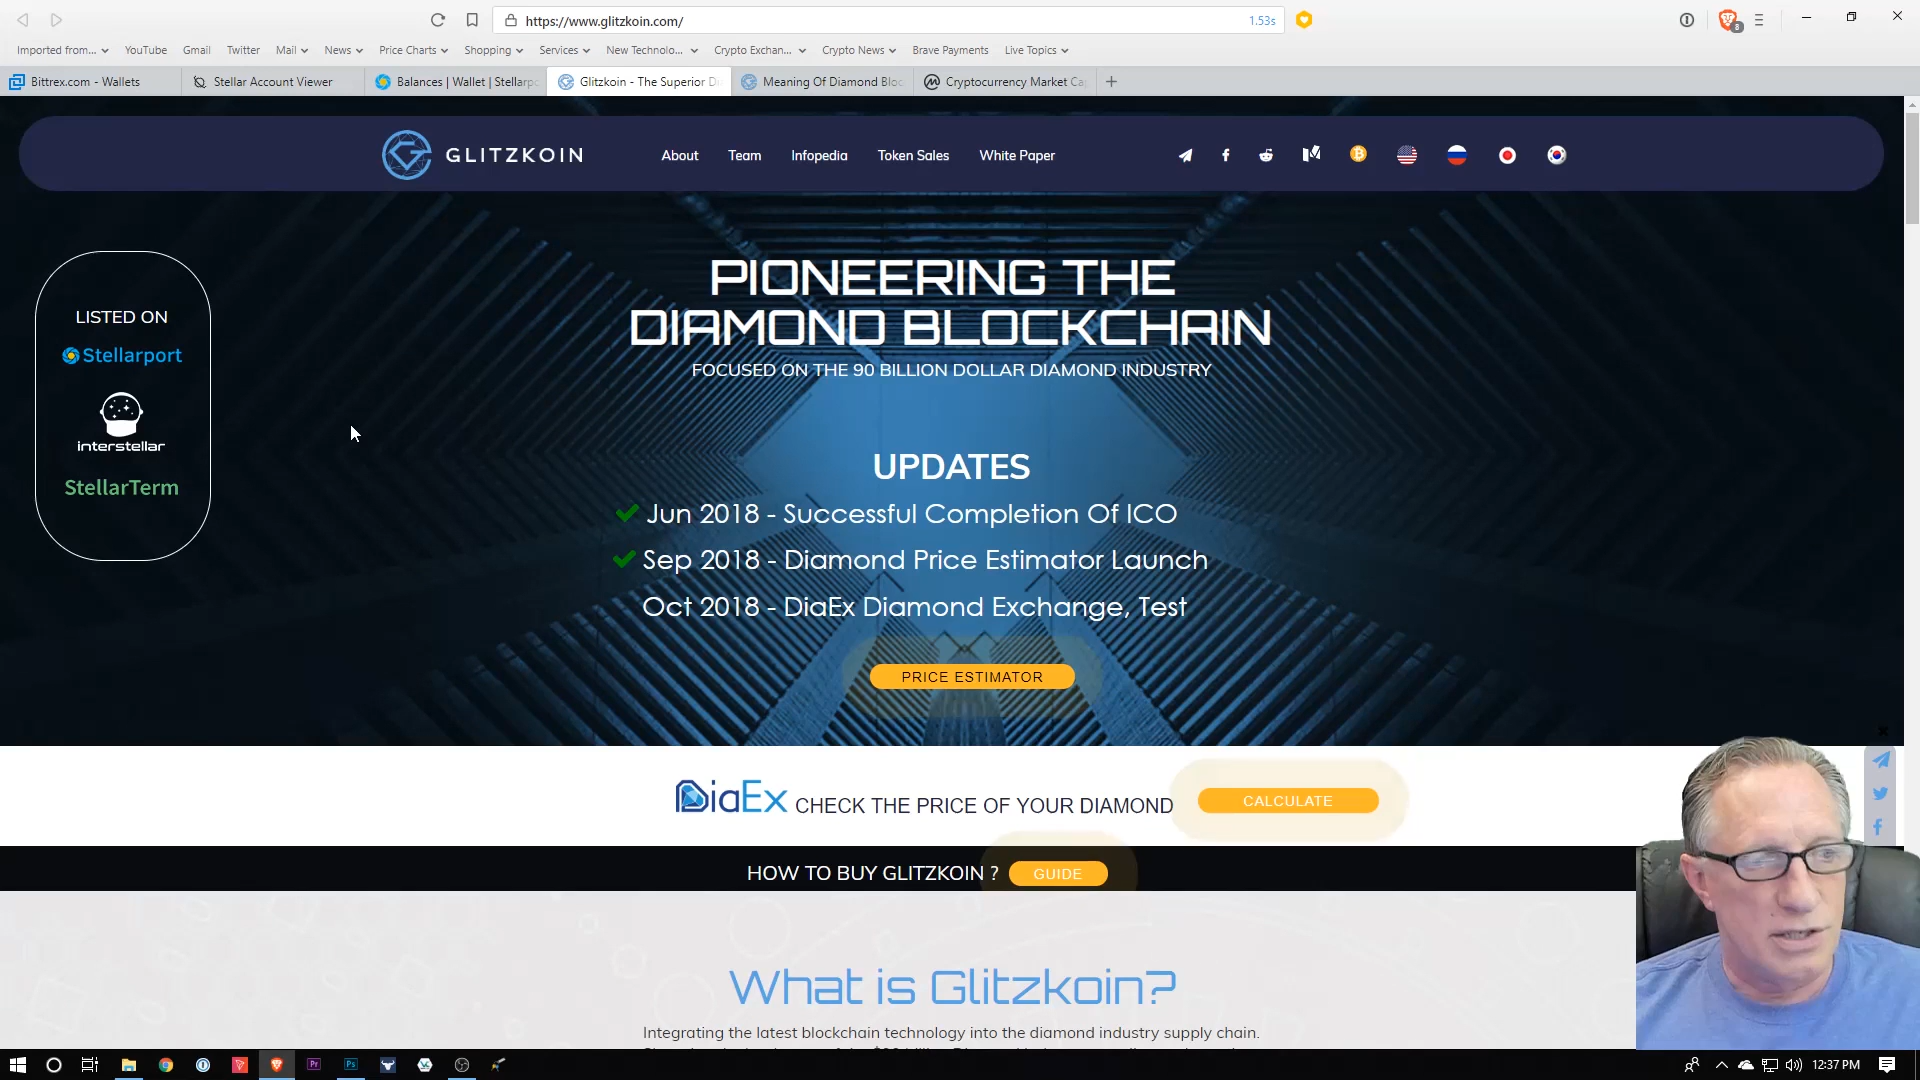 https://www.glitzkoin.com/
1.53s
8
Imported from...
YouTube
Gmail
Twitter
Mail
News
Price Charts
Shopping
Services
New Technolo...
Crypto Exchan...
Crypto News
Brave Payments
Live Topics
Bittrex.com - Wallets
Stellar Account Viewer
Balances | Wallet | Stellarpo
Glitzkoin - The Superior Di
Meaning Of Diamond Bloc
Cryptocurrency Market Ca
GLITZKOIN
About
Team
Infopedia
Token Sales
White Paper
LISTED ON
Stellarport
interstellar
StellarTerm
PIONEERING THE
DIAMOND BLOCKCHAIN
FOCUSED ON THE 90 BILLION DOLLAR DIAMOND INDUSTRY
UPDATES
Jun 2018 - Successful Completion Of ICO
Sep 2018 - Diamond Price Estimator Launch
Oct 2018 - DiaEx Diamond Exchange, Test
PRICE ESTIMATOR
DiaEx CHECK THE PRICE OF YOUR DIAMOND
CALCULATE
HOW TO BUY GLITZKOIN ?
GUIDE
What is Glitzkoin?
Integrating the latest blockchain technology into the diamond industry supply chain.
Pr
Ps
12:37 PM